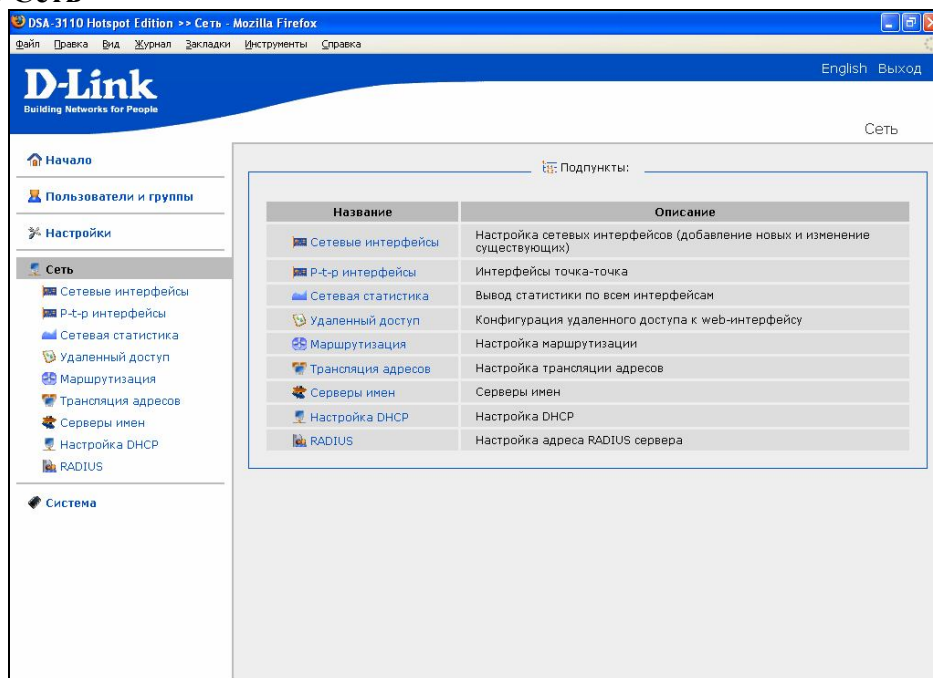 DSA-3110 Hotspot Edition >> Сеть - Mozilla Firefox
Файл Правка Вид Журнал Закладки Инструменты Справка
D-Link
Building Networks for People
English Выход
Сеть
Начало
Пользователи и группы
Настройки
Сеть
Сетевые интерфейсы
P-t-p интерфейсы
Сетевая статистика
Удаленный доступ
Маршрутизация
Трансляция адресов
Серверы имен
Настройка DHCP
RADIUS
Система
Подпункты:
Название Описание
Сетевые интерфейсы Настройка сетевых интерфейсов (добавление новых и изменение
существующих)
P-t-p интерфейсы Интерфейсы точка-точка
Сетевая статистика Вывод статистики по всем интерфейсам
Удаленный доступ Конфигурация удаленного доступа к web-интерфейсу
Маршрутизация Настройка маршрутизации
Трансляция адресов Настройка трансляции адресов
Серверы имен Серверы имен
Настройка DHCP Настройка DHCP
RADIUS Настройка адреса RADIUS сервера